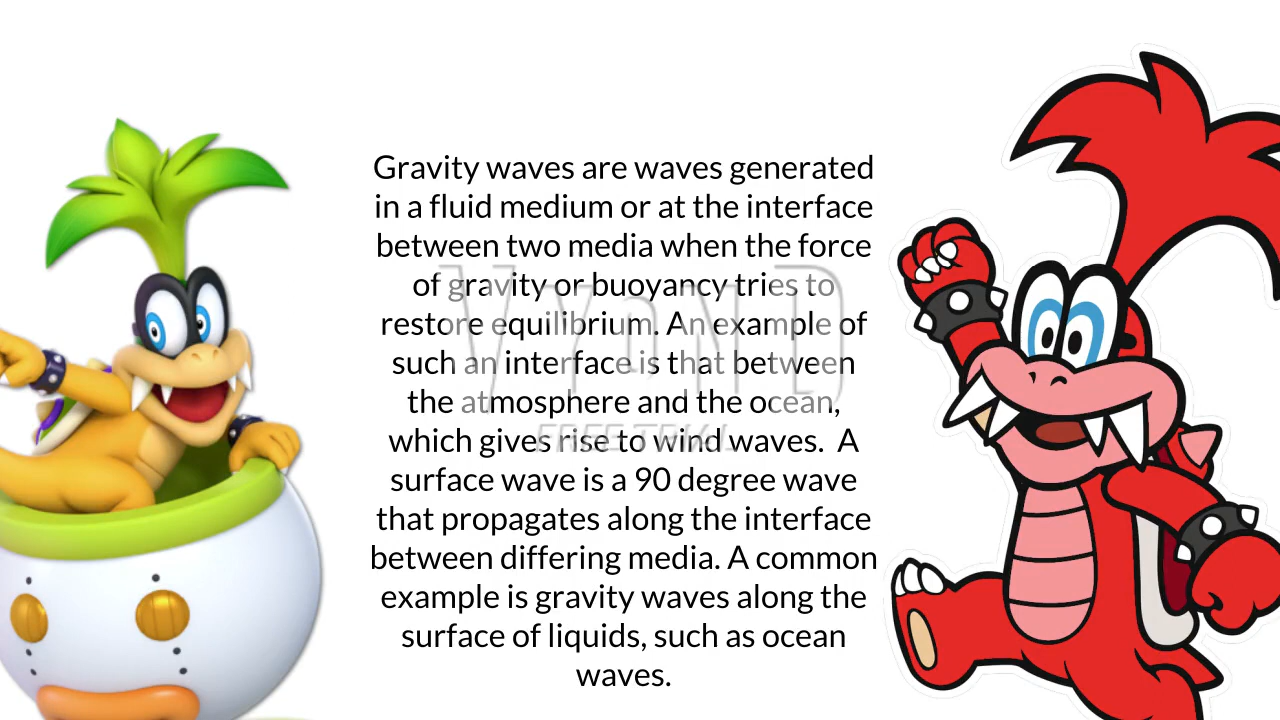 Gravity waves are waves generated
in a fluid medium or at the interface
between two media when the force
of gravity or buoyancy tries to
restore equilibrium. An example of
such an interface is that between
the atmosphere and the ocean,
which gives rise to wind waves.  A
surface wave is a 90 degree wave
that propagates along the interface
between differing media. A common
example is gravity waves along the
surface of liquids, such as ocean
waves.
VYOND
FREE TRIAL